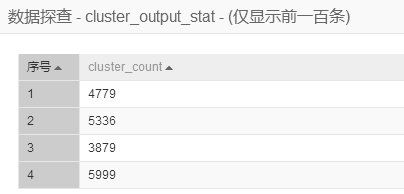 数据探查 - cluster_output_stat - (仅显示前一百条)
序号 cluster_count
1 4779
2 5336
3 3879
4 5999